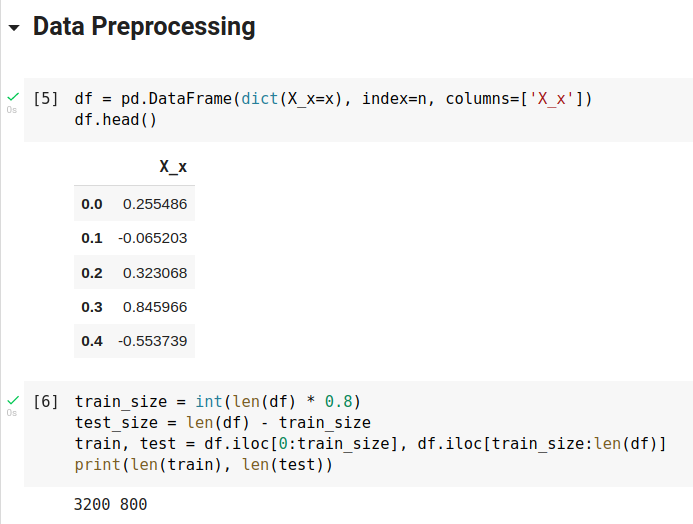 Data Preprocessing
0s
[5] df = pd.DataFrame(dict(X_x=x), index=n, columns=['X_x'])
df.head()
X_x
0.0 0.255486
0.1 -0.065203
0.2 0.323068
0.3 0.845966
0.4 -0.553739
0s
[6] train_size = int(len(df) * 0.8)
test_size = len(df) - train_size
train, test = df.iloc[0:train_size], df.iloc[train_size:len(df)]
print(len(train), len(test))
3200 800